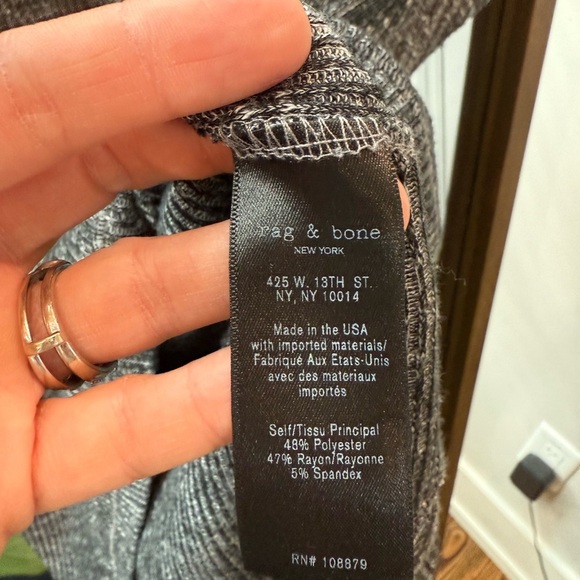 rag & bone
NEW YORK
425 W. 13TH ST.
NY, NY 10014
Made in the USA
with imported materials/
Fabriqué Aux Etats-Unis
avec des materiaux
importés
Self/Tissu Principal
48% Polyester
47% Rayon/Rayonne
5% Spandex
RN# 108879